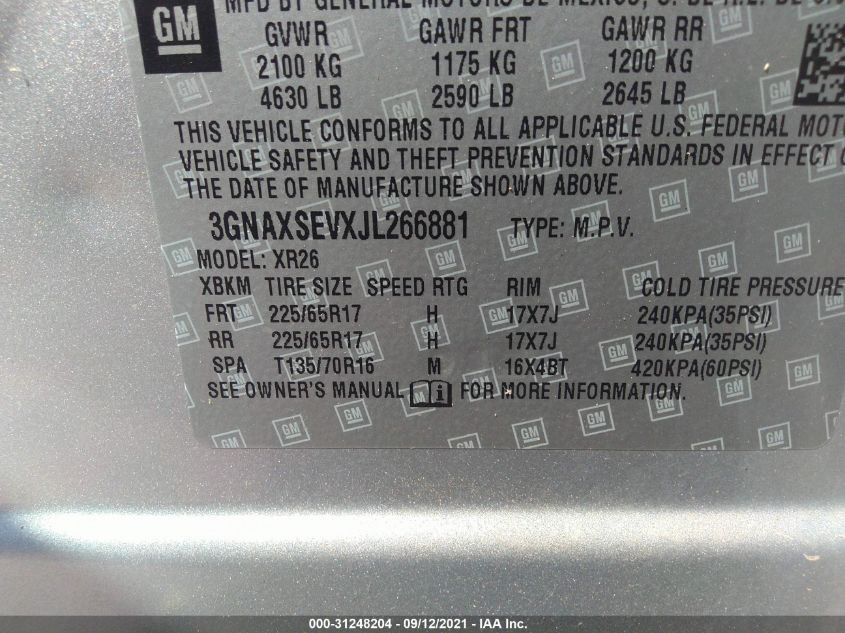 GM
MFD BY GENERAL MOTORS DE MEXICO, S. DE R.L. DE C.V.
GVWR GAWR FRT GAWR RR
2100 KG 1175 KG 1200 KG
4630 LB 2590 LB 2645 LB
THIS VEHICLE CONFORMS TO ALL APPLICABLE U.S. FEDERAL MOTO
VEHICLE SAFETY AND THEFT PREVENTION STANDARDS IN EFFECT O
THE DATE OF MANUFACTURE SHOWN ABOVE.
3GNAXSEVXJL266881 TYPE: M.P.V.
MODEL: XR26
XBKM TIRE SIZE SPEED RTG RIM COLD TIRE PRESSURE
FRT 225/65R17 H 17X7J 240KPA(35PSI)
RR 225/65R17 H 17X7J 240KPA(35PSI)
SPA T135/70R16 M 16X4BT 420KPA(60PSI)
SEE OWNER'S MANUAL FOR MORE INFORMATION.
000-31248204 - 09/12/2021 - IAA Inc.